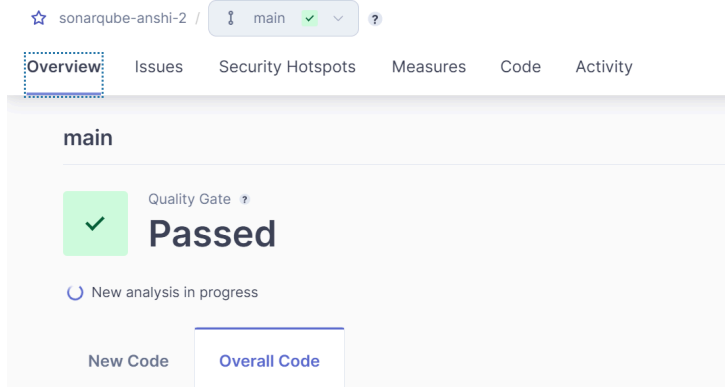 sonarqube-anshi-2 / main ?
Overview Issues Security Hotspots Measures Code Activity
main
Quality Gate ?
Passed
New analysis in progress
New Code Overall Code